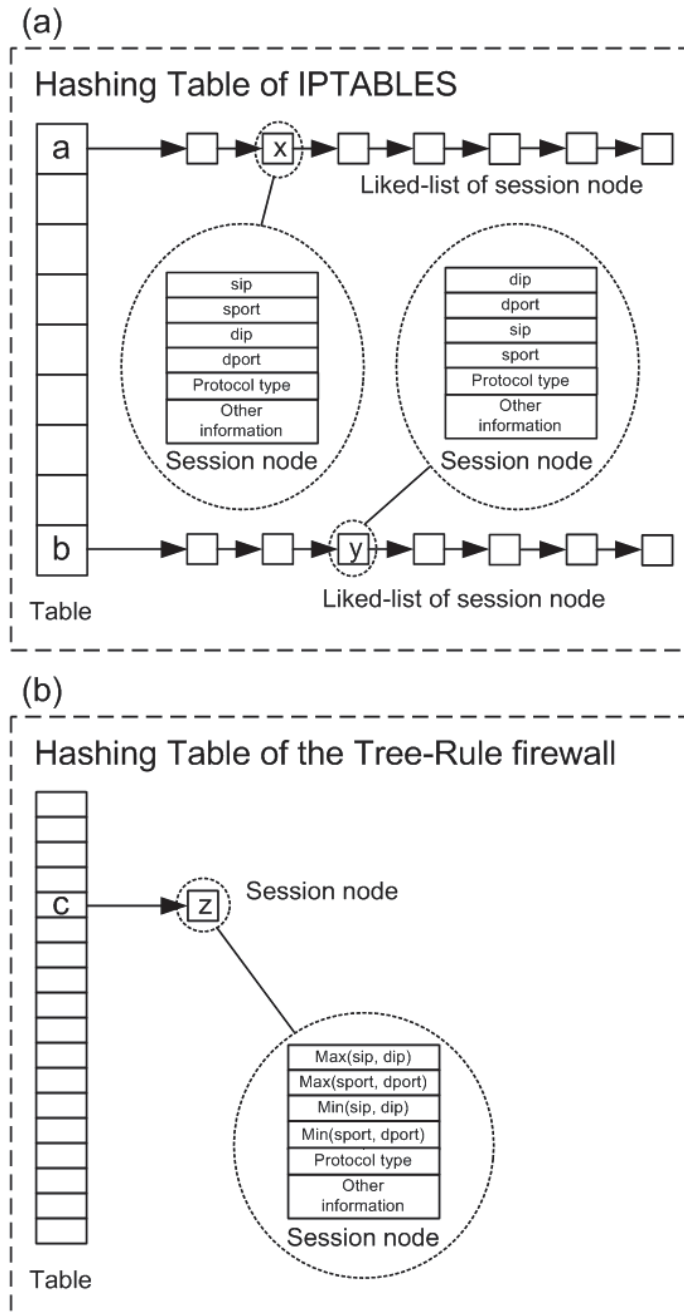 (a)
Hashing Table of IPTABLES
a
x
Liked-list of session node
sip
sport
dip
dport
Protocol type
Other
information
Session node
dip
dport
sip
sport
Protocol type
Other
information
Session node
b
y
Liked-list of session node
Table
(b)
Hashing Table of the Tree-Rule firewall
c
z
Session node
Max(sip, dip)
Max(sport, dport)
Min(sip, dip)
Min(sport, dport)
Protocol type
Other
information
Session node
Table